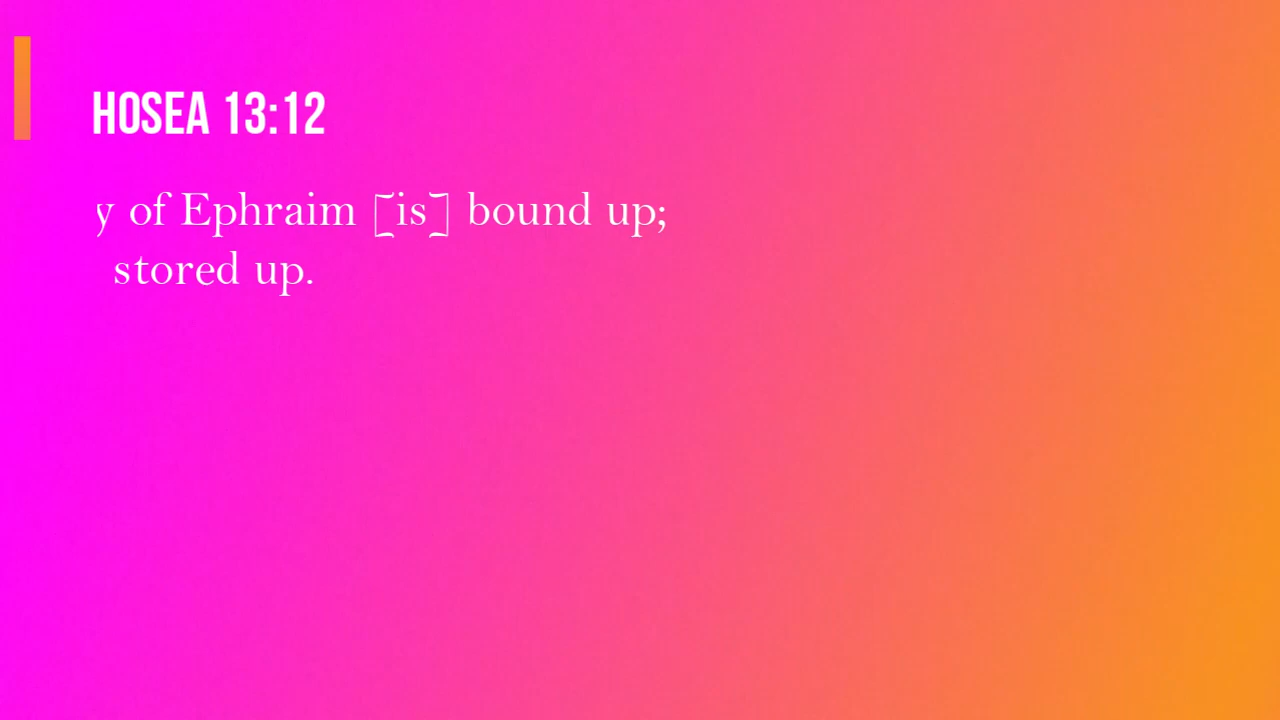 HOSEA 13:12
y of Ephraim [is] bound up;
stored up.